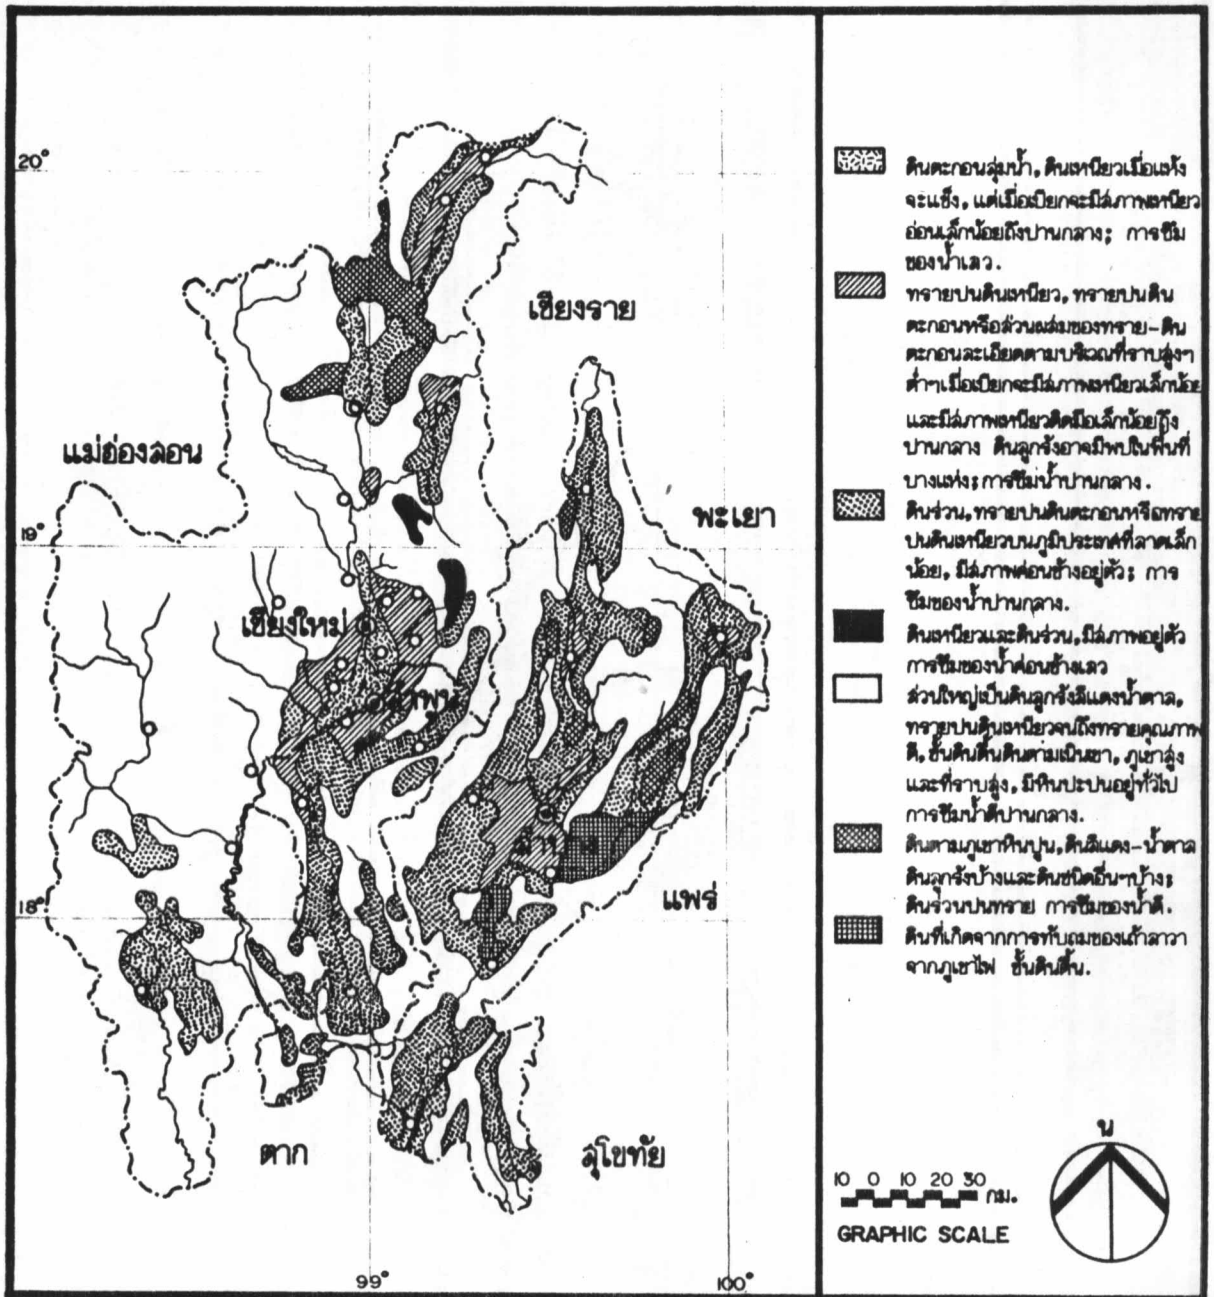 20°
เชียงราย
แม่ฮ่องสอน
19°
พะเยา
เชียงใหม่
ลำพูน
ลำปาง
แพร่
18°
ตาก
สุโขทัย
99°
100°
ดินตะกอนลุ่มน้ำ, ดินเหนียวเมื่อแห้ง
จะแข็ง, แต่เมื่อเปียกจะมีสภาพเหนียว
อ่อนเล็กน้อยถึงปานกลาง; การซึม
ของน้ำเลว.
ทรายปนดินเหนียว, ทรายปนดิน
ตะกอนหรือส่วนผสมของทราย-ดิน
ตะกอนละเอียดตามบริเวณที่ราบสูงๆ
ต่ำๆเมื่อเปียกจะมีสภาพเหนียวเล็กน้อย
และมีสภาพเหนียวติดมือเล็กน้อยถึง
ปานกลาง ดินลูกรังอาจมีพบในพื้นที่
บางแห่ง; การซึมน้ำปานกลาง.
ดินร่วน, ทรายปนดินตะกอนหรือทราย
ปนดินเหนียวบนภูมิประเทศที่ลาดเล็ก
น้อย, มีสภาพค่อนข้างอยู่ตัว; การ
ซึมของน้ำปานกลาง.
ดินเหนียวและดินร่วน, มีสภาพอยู่ตัว
การซึมของน้ำค่อนข้างเลว
ส่วนใหญ่เป็นดินลูกรังสีแดงน้ำตาล,
ทรายปนดินเหนียวจนถึงทรายคุณภาพ
ดี, ชั้นดินตื้นดินตามเนินเขา, ภูเขาสูง
และที่ราบสูง, มีหินปะปนอยู่ทั่วไป
การซึมน้ำดีปานกลาง.
ดินตามภูเขาหินปูน, ดินสีแดง-น้ำตาล
ดินลูกรังบ้างและดินชนิดอื่นๆบ้าง;
ดินร่วนปนทราย การซึมของน้ำดี.
ดินที่เกิดจากการทับถมของเถ้าลาวา
จากภูเขาไฟ ชั้นดินตื้น.
น
10 0 10 20 30 กม.
GRAPHIC SCALE